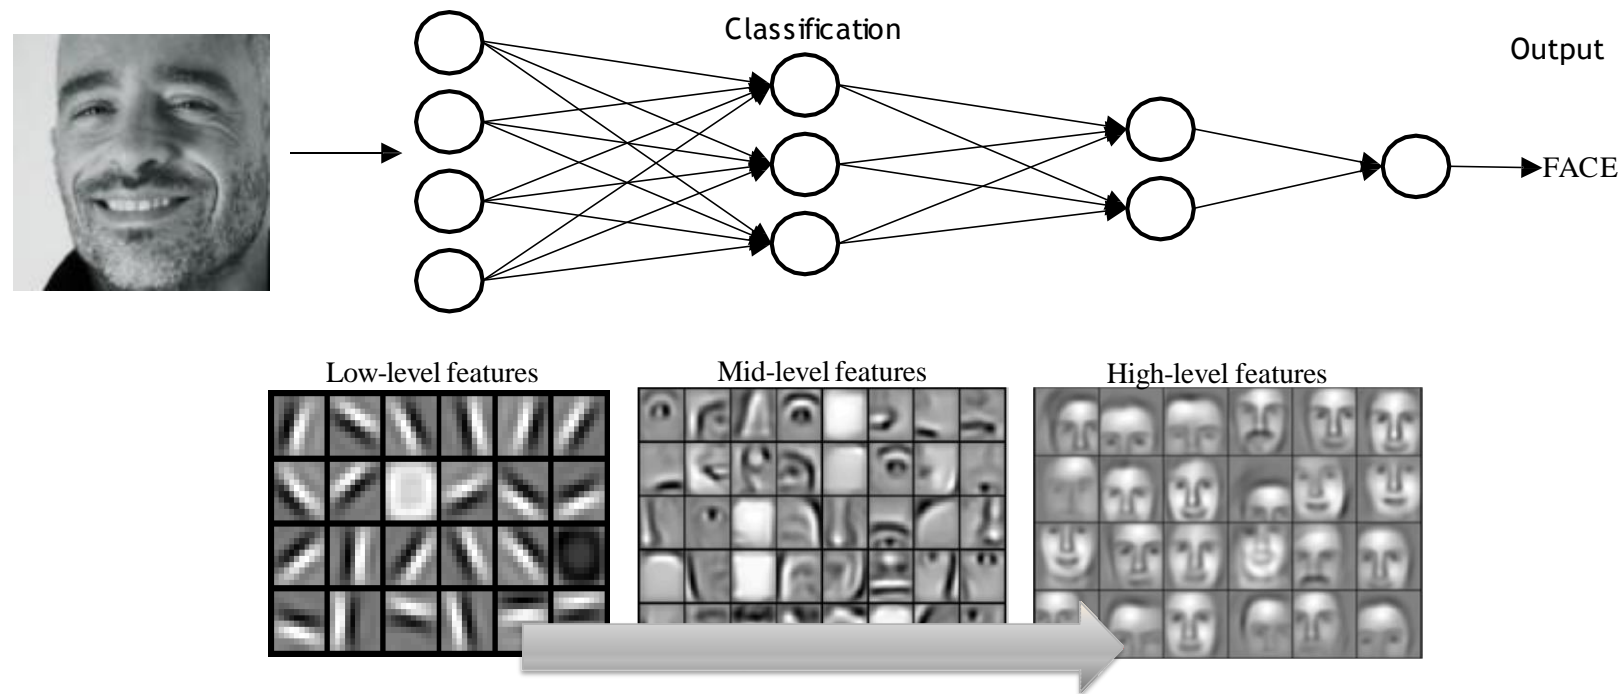 Classification
Output
FACE
Low-level features
Mid-level features
High-level features